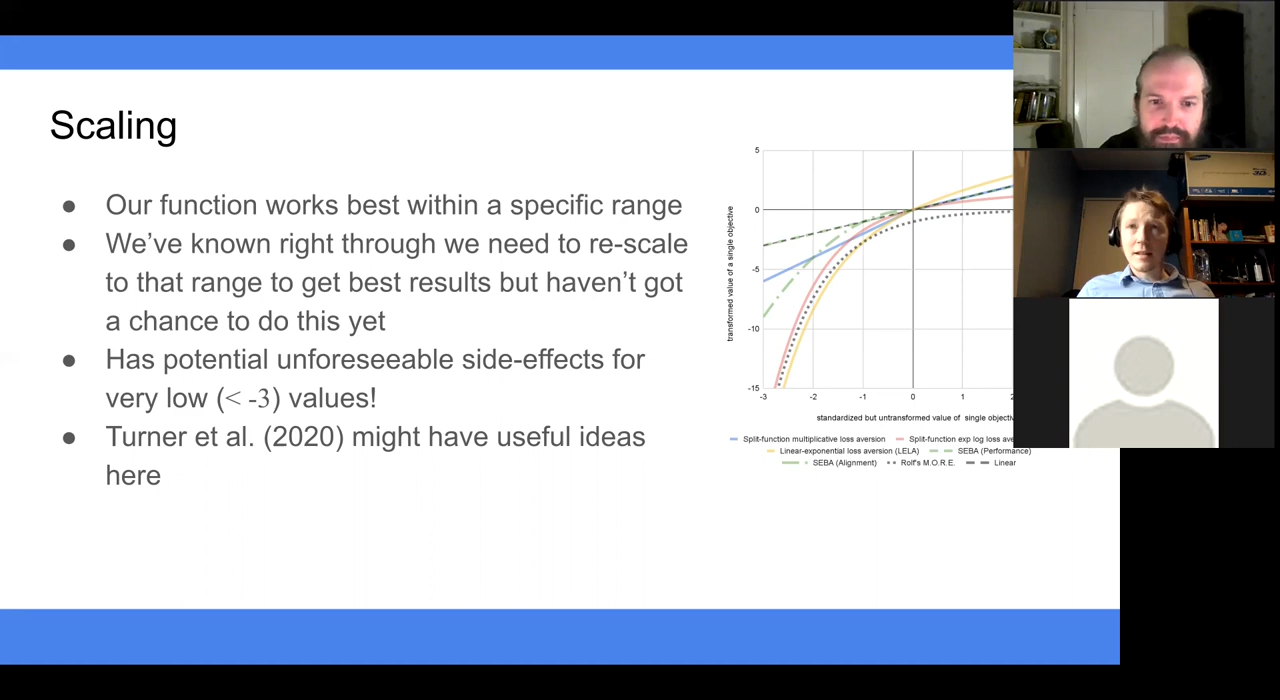 Scaling
● Our function works best within a specific range
● We’ve known right through we need to re-scale
to that range to get best results but haven’t got
a chance to do this yet
● Has potential unforeseeable side-effects for
very low (< -3) values!
● Turner et al. (2020) might have useful ideas
here
transformed value of a single objective
5
0
-5
-10
-15
-3 -2 -1 0 1
standardized but untransformed value of single objectiv
Split-function multiplicative loss aversion Split-function exp log loss ave
Linear-exponential loss aversion (LELA) SEBA (Performance)
SEBA (Alignment) Rolf's M.O.R.E. Linear